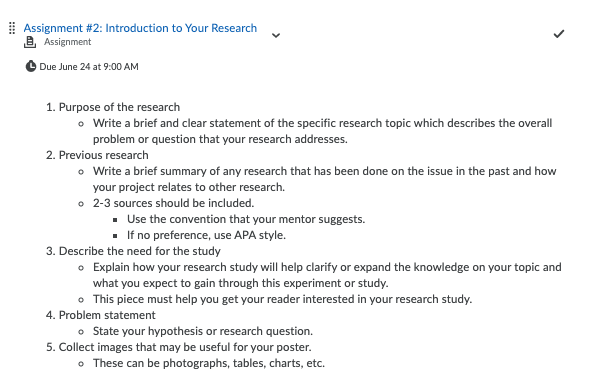 Assignment #2: Introduction to Your Research
Assignment
Due June 24 at 9:00 AM
1. Purpose of the research
Write a brief and clear statement of the specific research topic which describes the overall
problem or question that your research addresses.
2. Previous research
Write a brief summary of any research that has been done on the issue in the past and how
your project relates to other research.
2-3 sources should be included.
Use the convention that your mentor suggests.
If no preference, use APA style.
3. Describe the need for the study
Explain how your research study will help clarify or expand the knowledge on your topic and
what you expect to gain through this experiment or study.
This piece must help you get your reader interested in your research study.
4. Problem statement
State your hypothesis or research question.
5. Collect images that may be useful for your poster.
These can be photographs, tables, charts, etc.